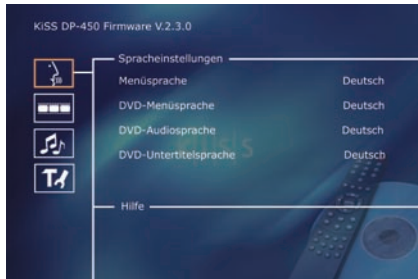 KiSS DP-450 Firmware V.2.3.0
Spracheinstellungen
Menüsprache Deutsch
DVD-Menüsprache Deutsch
DVD-Audiosprache Deutsch
DVD-Untertitelsprache Deutsch
Hilfe